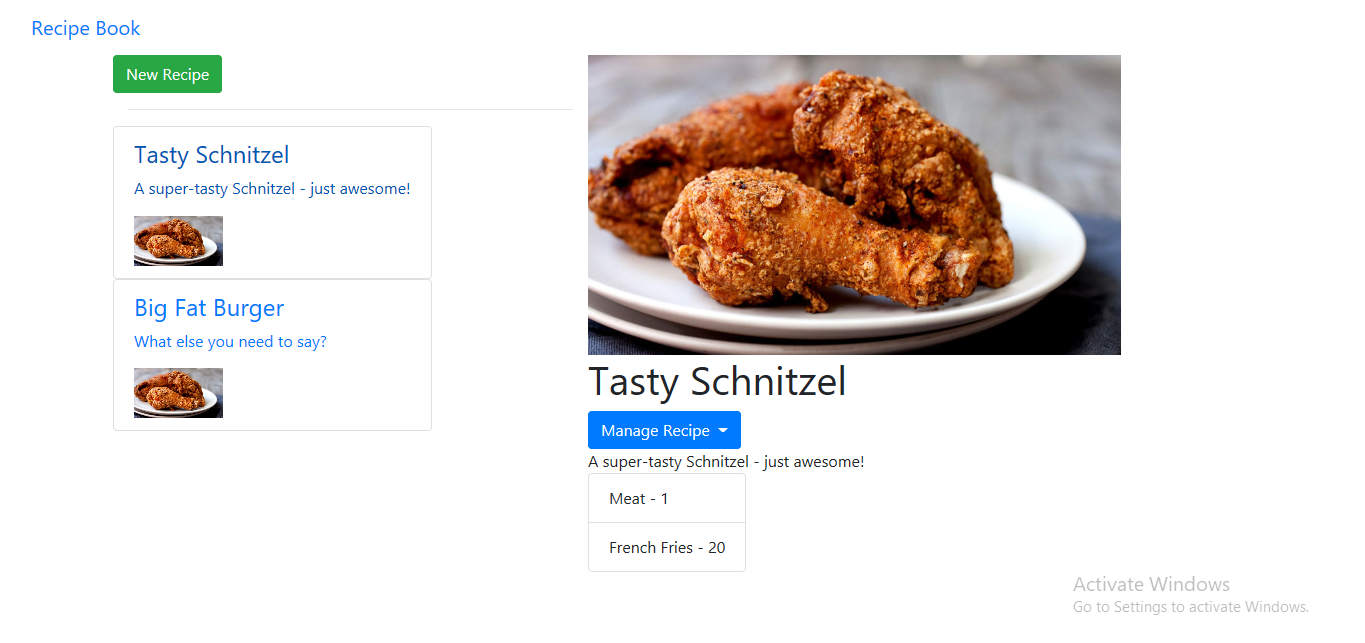 Recipe Book
New Recipe
Tasty Schnitzel
A super-tasty Schnitzel - just awesome!
Big Fat Burger
What else you need to say?
Tasty Schnitzel
Manage Recipe
A super-tasty Schnitzel - just awesome!
Meat - 1
French Fries - 20
Activate Windows
Go to Settings to activate Windows.